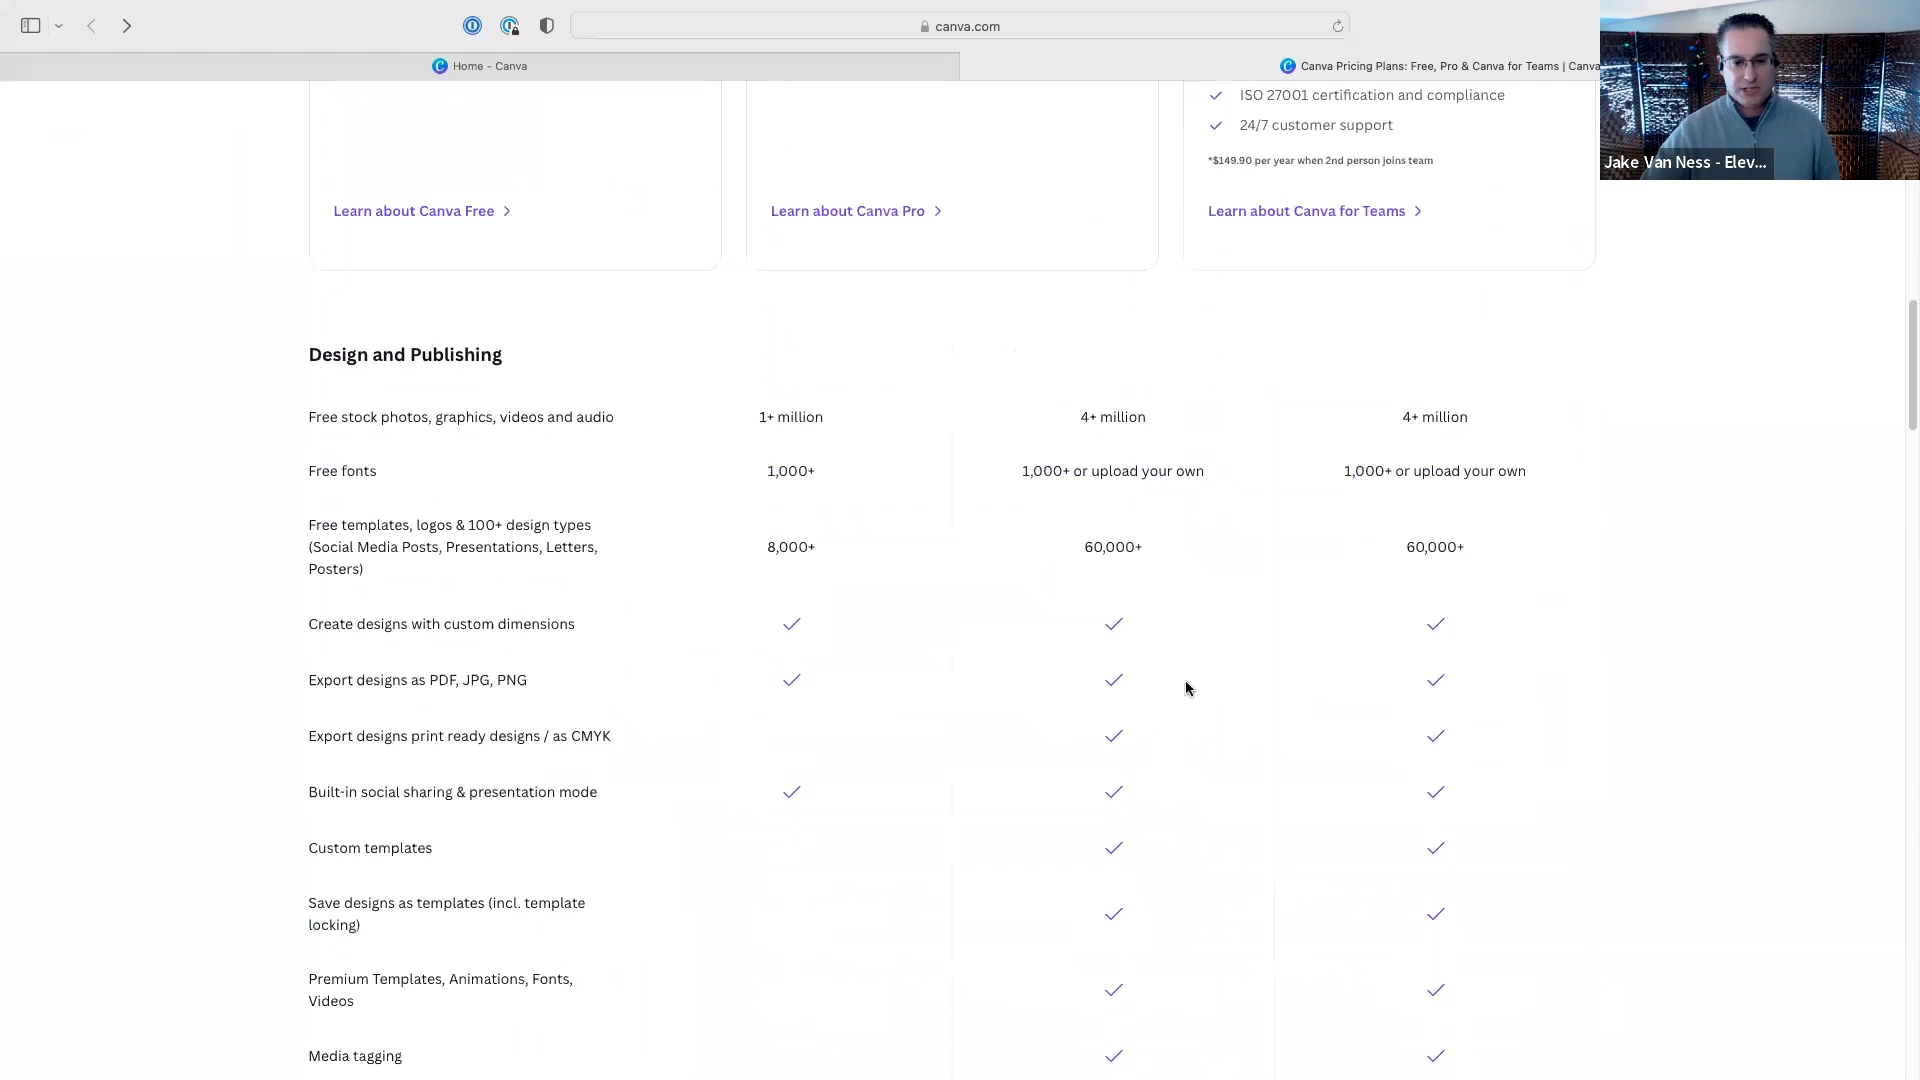 canva.com
Home - Canva
Canva Pricing Plans: Free, Pro & Canva for Teams | Canva
ISO 27001 certification and compliance
24/7 customer support
*$149.90 per year when 2nd person joins team
Jake Van Ness - Elev...
Learn about Canva Free
Learn about Canva Pro
Learn about Canva for Teams
Design and Publishing
Free stock photos, graphics, videos and audio 1+ million 4+ million 4+ million
Free fonts 1,000+ 1,000+ or upload your own 1,000+ or upload your own
Free templates, logos & 100+ design types
(Social Media Posts, Presentations, Letters, 8,000+ 60,000+ 60,000+
Posters)
Create designs with custom dimensions
Export designs as PDF, JPG, PNG
Export designs print ready designs / as CMYK
Built-in social sharing & presentation mode
Custom templates
Save designs as templates (incl. template
locking)
Premium Templates, Animations, Fonts,
Videos
Media tagging